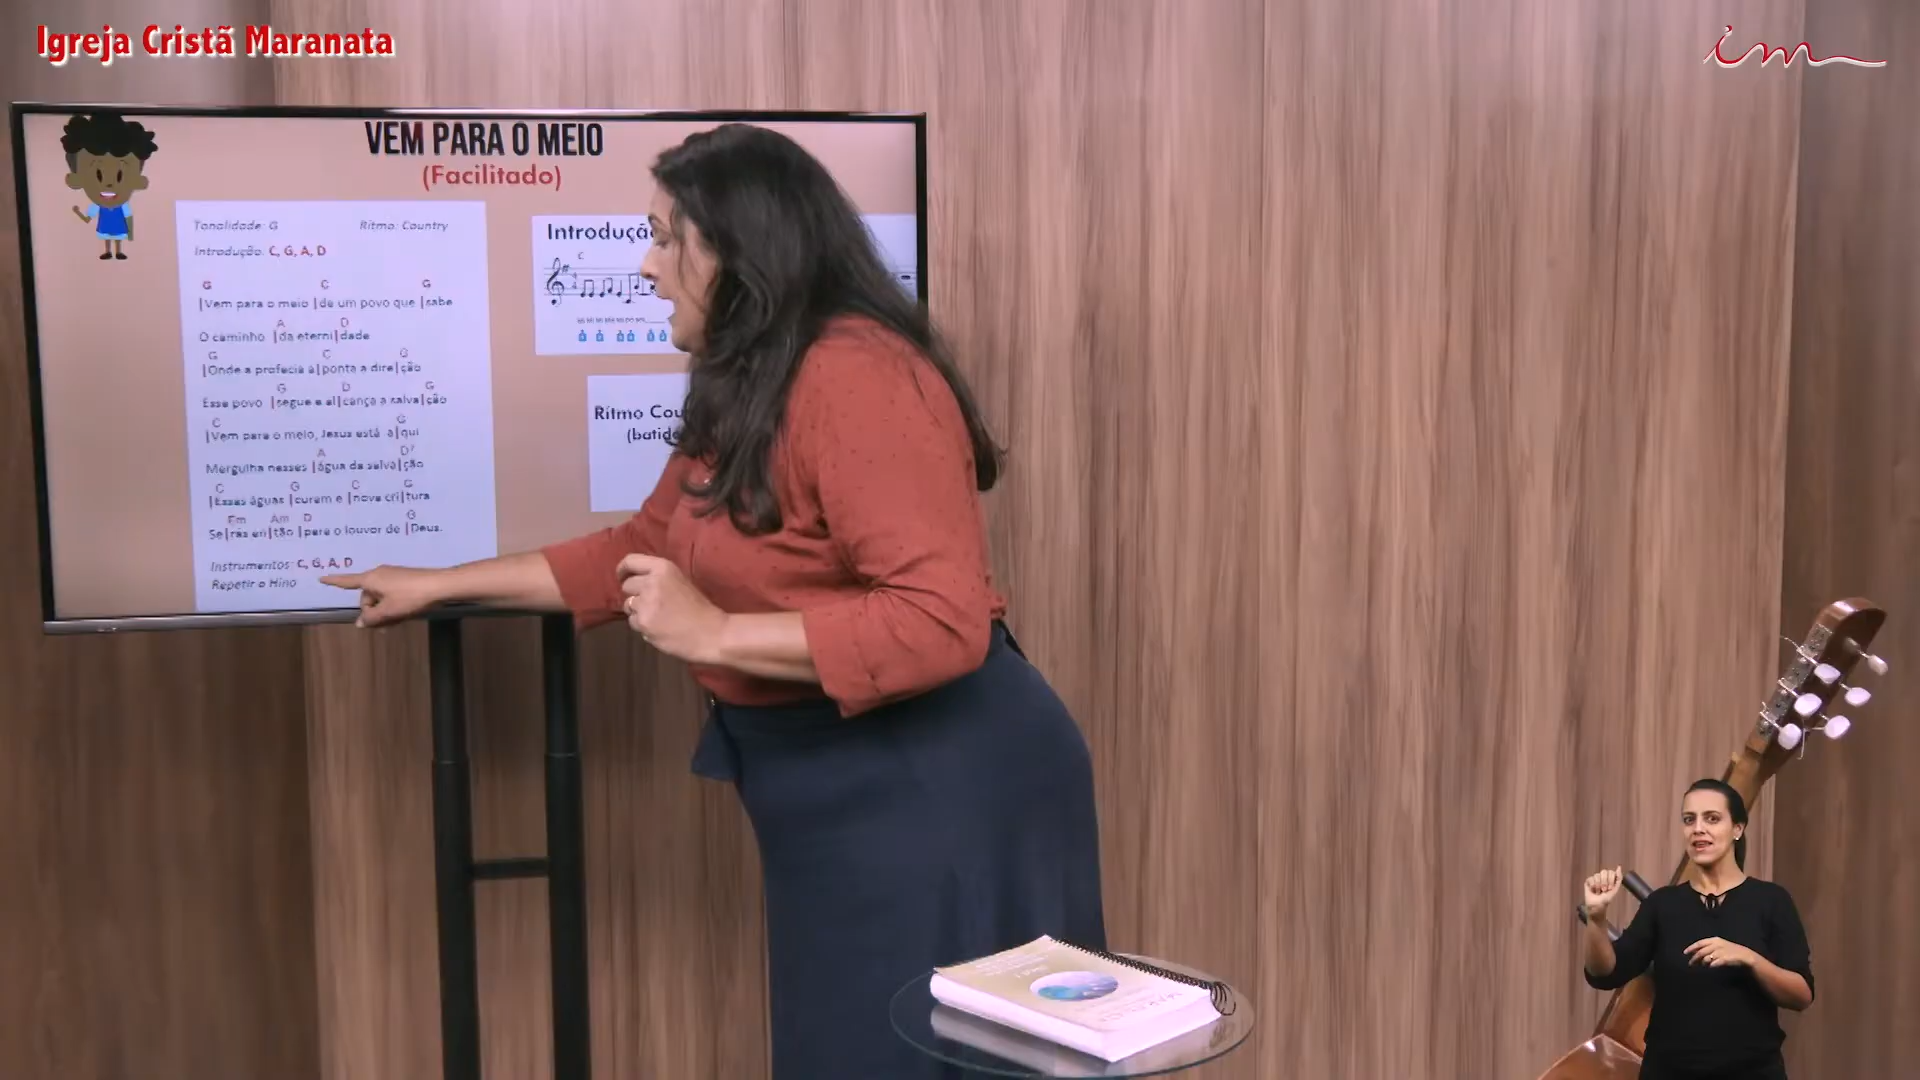 Igreja Cristã Maranata
im
VEM PARA O MEIO
(Facilitado)
Tonalidade: G Ritmo: Country
Introdução: C, G, A, D
G C G
|Vem para o meio |de um povo que |sabe
A D
O caminho |da eterni|dade
G C G
|Onde a profecia a|ponta a dire|ção
G D G
Esse povo |segue e al|cança a salva|ção
C G
|Vem para o meio, Jesus está a|qui
A D7
Mergulha nessas |água da salva|ção
C G C G
|Essas águas |curam e |nova cri|tura
Em Am D G
Se|rás en|tão |para o louvor de |Deus.
Instrumentos: C, G, A, D
Repetir o Hino
Introduçã
C
Ritmo Cou
(batid